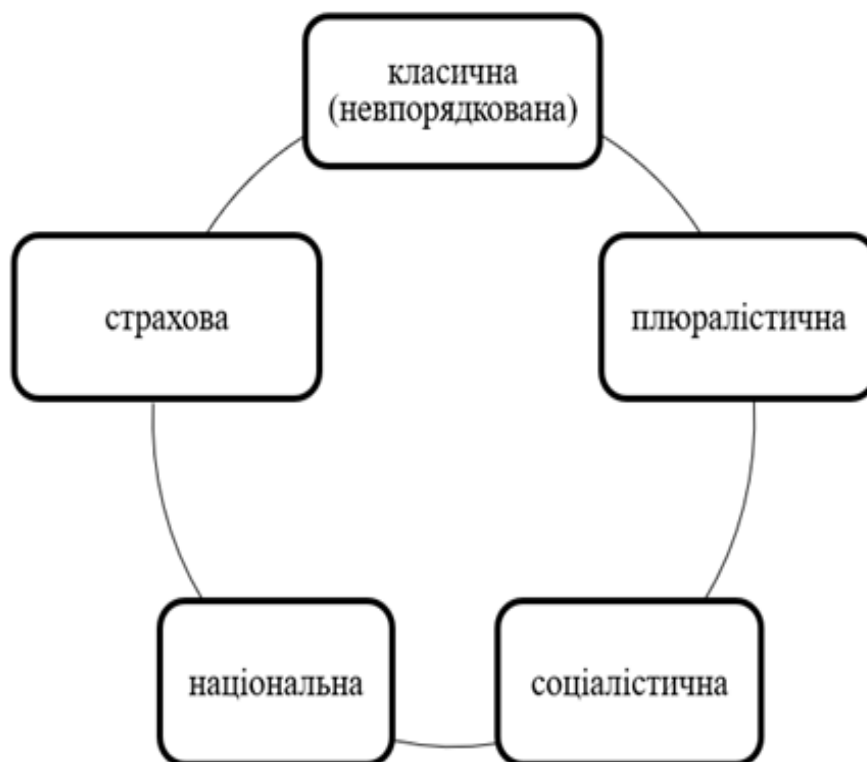 класична
(невпорядкована)
страхова
плюралістична
національна
соціалістична